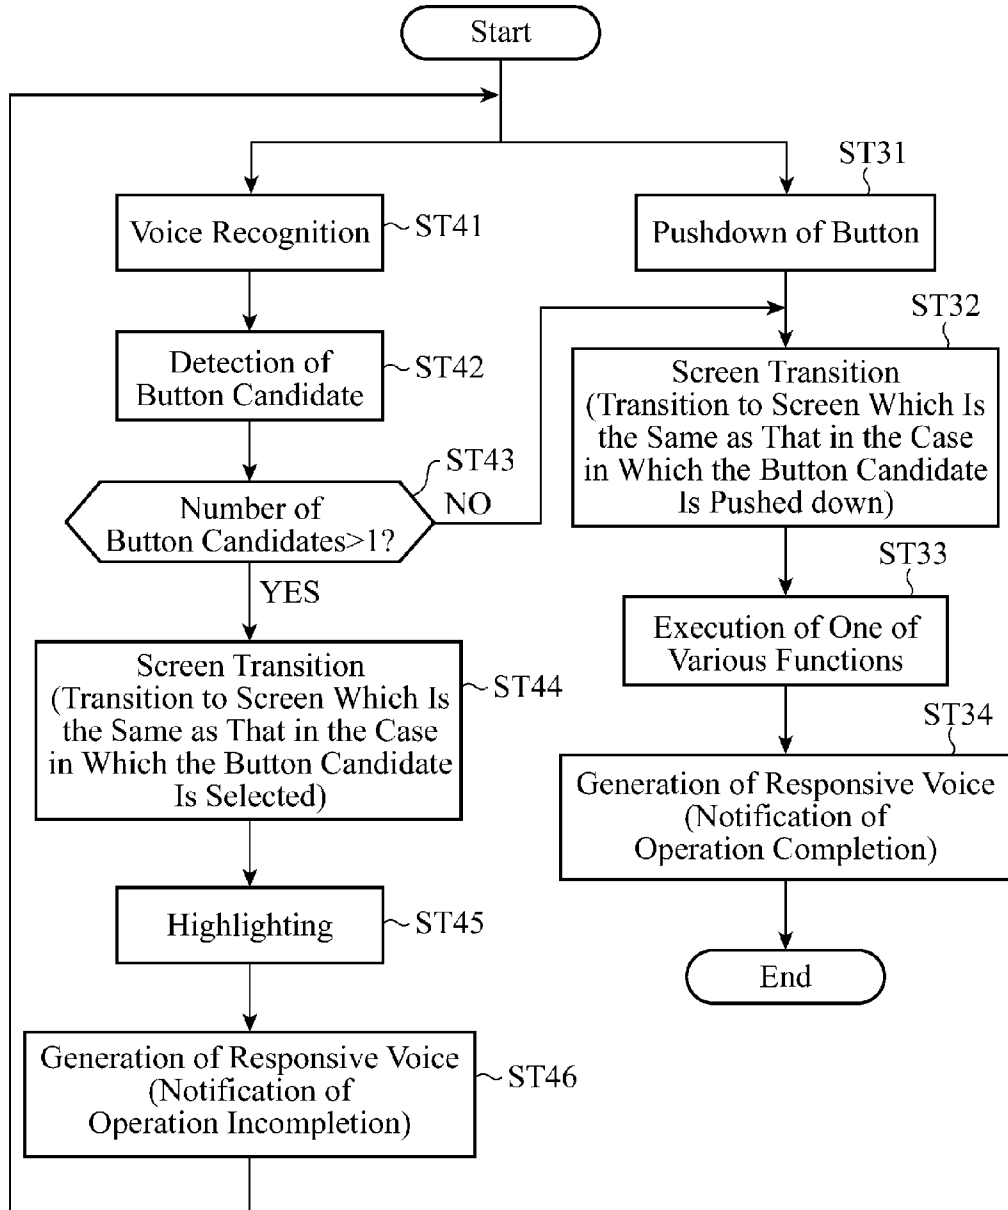 Start
ST31
Voice Recognition
ST41
Pushdown of Button
ST32
Detection of
Button Candidate
ST42
Screen Transition
(Transition to Screen Which Is
the Same as That in the Case
in Which the Button Candidate
Is Pushed down)
ST43
Number of
Button Candidates>1?
NO
YES
ST33
Execution of One of
Various Functions
Screen Transition
(Transition to Screen Which Is
the Same as That in the Case
in Which the Button Candidate
Is Selected)
ST44
ST34
Generation of Responsive Voice
(Notification of
Operation Completion)
Highlighting
ST45
End
Generation of Responsive Voice
(Notification of
Operation Incompletion)
ST46